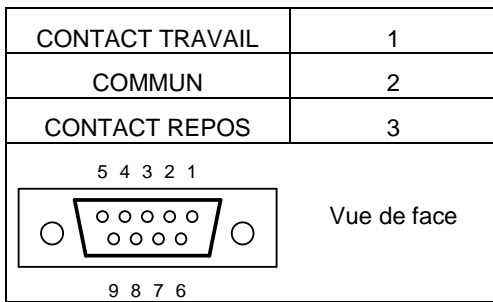 CONTACT TRAVAIL 1
COMMUN 2
CONTACT REPOS 3
5 4 3 2 1
Vue de face
9 8 7 6